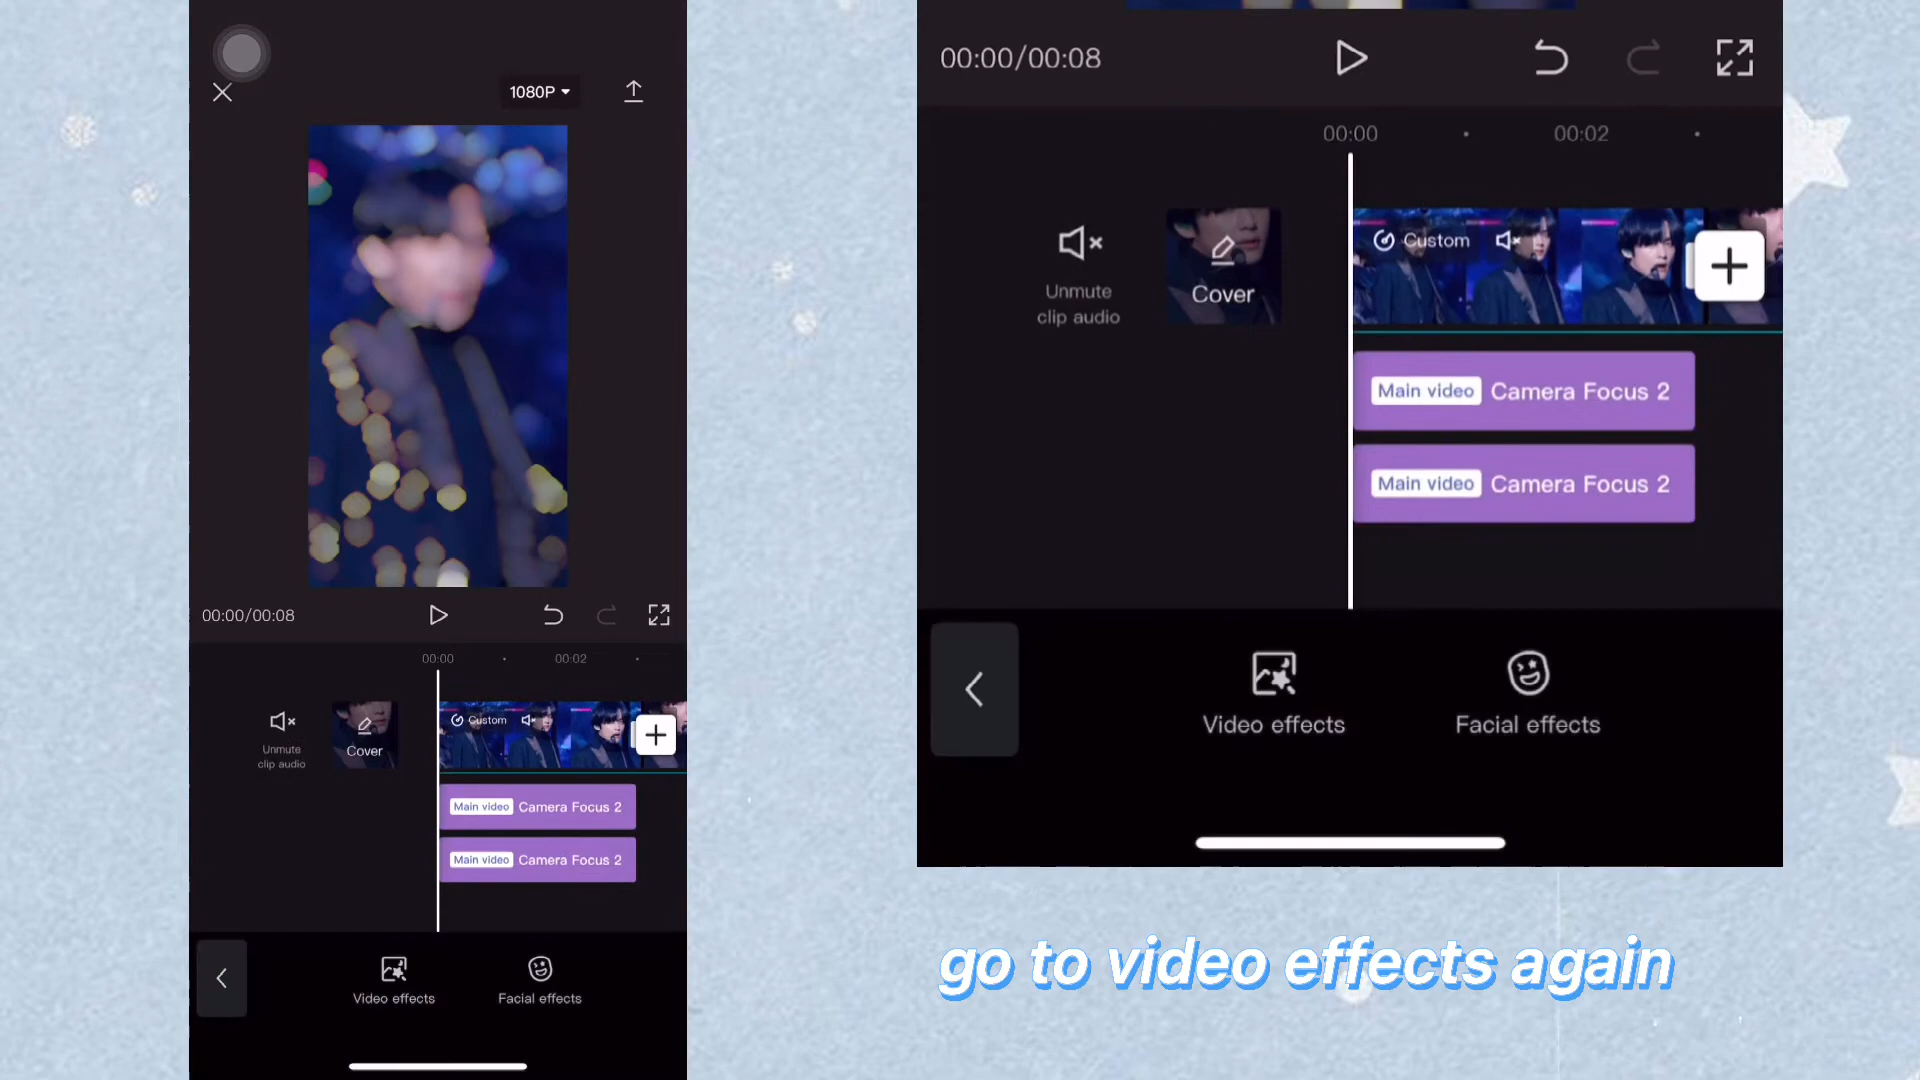 1080P
00:00/00:08
00:00 00:02
Unmute
clip audio
Cover
Custom
Main video Camera Focus 2
Main video Camera Focus 2
Video effects
Facial effects
00:00/00:08
00:00 00:02
Unmute
clip audio
Cover
Custom
Main video Camera Focus 2
Main video Camera Focus 2
Video effects
Facial effects
go to video effects again